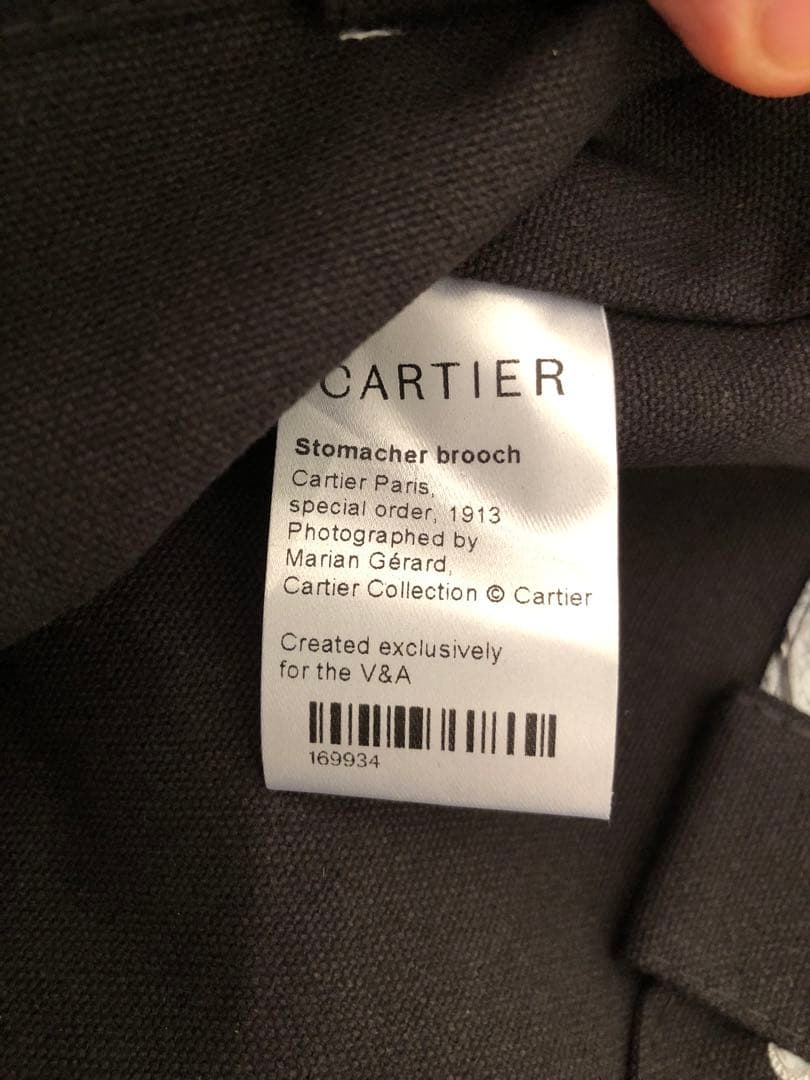 CARTIER
Stomacher brooch
Cartier Paris,
special order, 1913
Photographed by
Marian Gérard,
Cartier Collection © Cartier
Created exclusively
for the V&A
169934